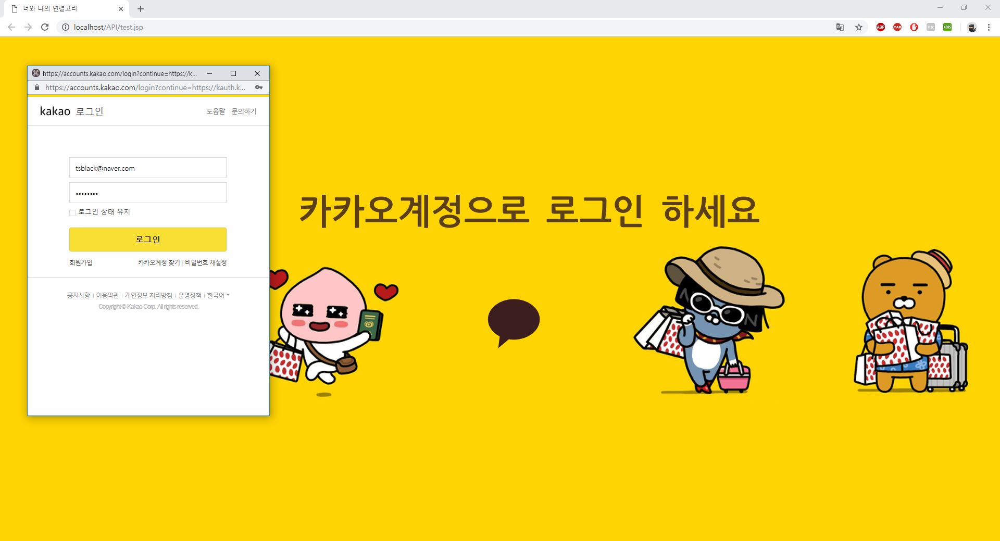 너와 나의 연결고리
localhost/API/test.jsp
ABP
YAB
CORS
https://accounts.kakao.com/login?continue=https://k...
https://accounts.kakao.com/login?continue=https://kauth.k...
kakao 로그인
도움말 문의하기
tsblack@naver.com
••••••••
로그인 상태 유지
로그인
회원가입
카카오계정 찾기 | 비밀번호 재설정
공지사항 | 이용약관 | 개인정보 처리방침 | 운영정책 | 한국어
Copyright © Kakao Corp. All rights reserved.
카카오계정으로 로그인 하세요